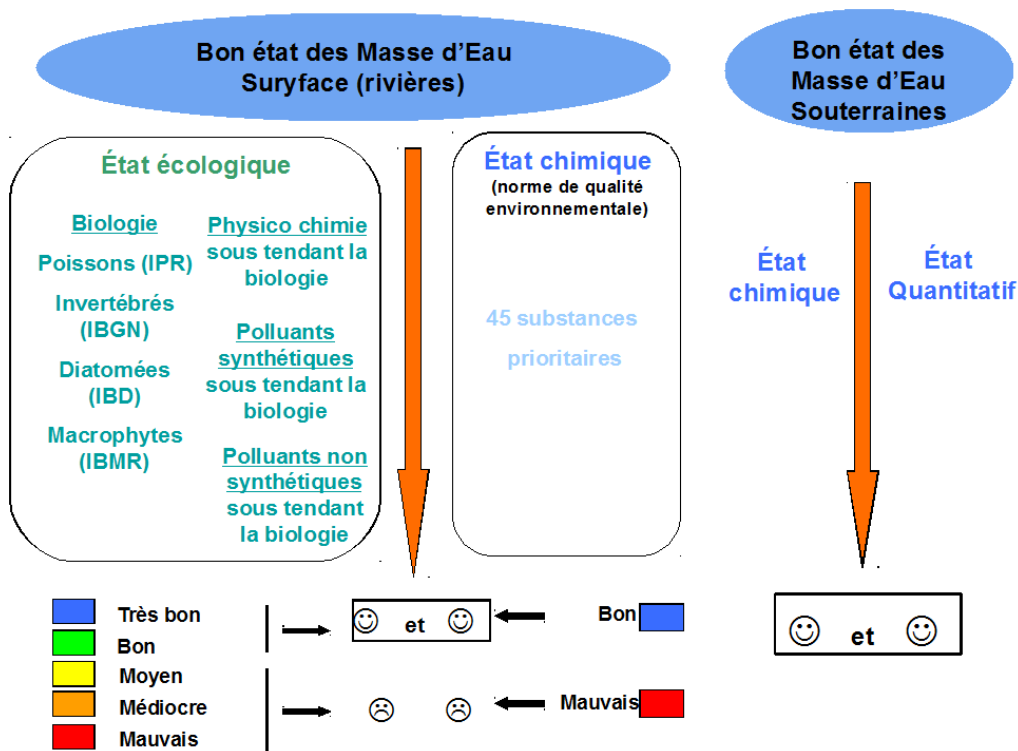 Bon état des Masse d'Eau
Suryface (rivières)
Bon état des
Masse d'Eau
Souterraines
État écologique
Biologie
Poissons (IPR)
Invertébrés
(IBGN)
Diatomées
(IBD)
Macrophytes
(IBMR)
Physico chimie
sous tendant la
biologie
Polluants
synthétiques
sous tendant la
biologie
Polluants non
synthétiques
sous tendant
la biologie
État chimique
(norme de qualité
environnementale)
45 substances
prioritaires
État
chimique
État
Quantitatif
Très bon
Bon
Moyen
Médiocre
Mauvais
et
Bon
Mauvais
et